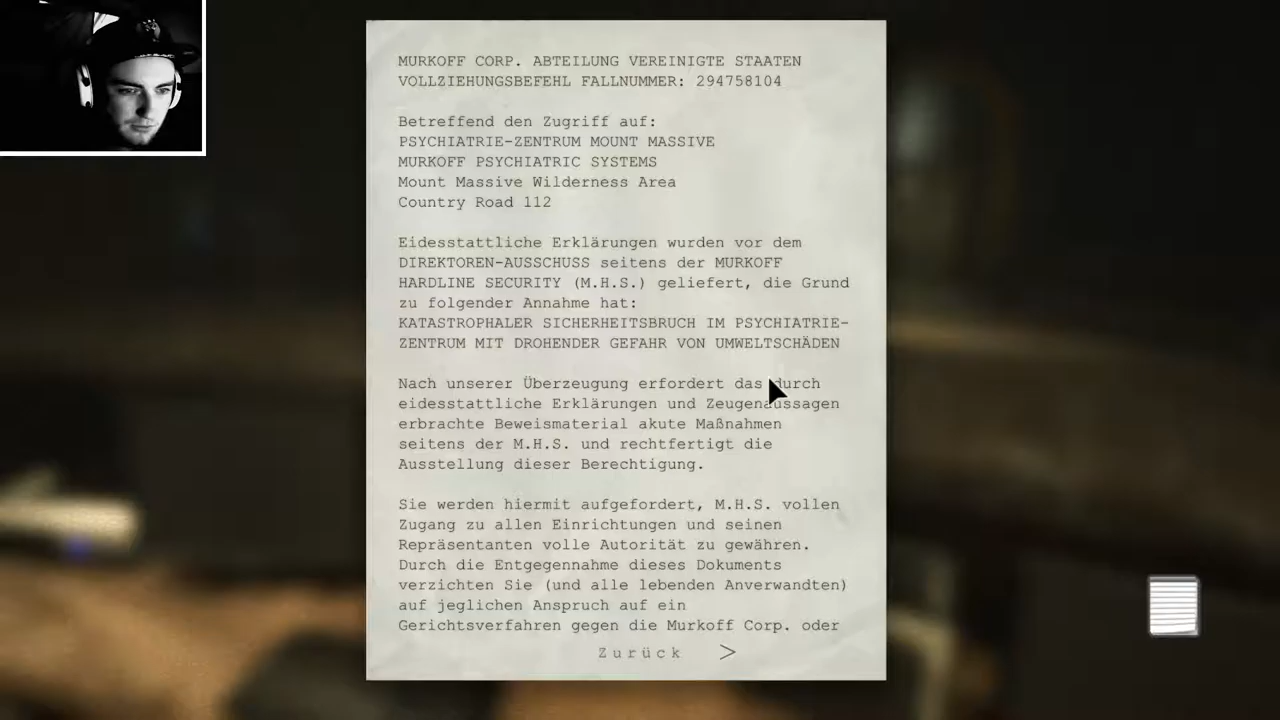 MURKOFF CORP. ABTEILUNG VEREINIGTE STAATEN
VOLLZIEHUNGSBEFEHL FALLNUMMER: 294758104
Betreffend den Zugriff auf:
PSYCHIATRIE-ZENTRUM MOUNT MASSIVE
MURKOFF PSYCHIATRIC SYSTEMS
Mount Massive Wilderness Area
Country Road 112
Eidesstattliche Erklärungen wurden vor dem
DIREKTOREN-AUSSCHUSS seitens der MURKOFF
HARDLINE SECURITY (M.H.S.) geliefert, die Grund
zu folgender Annahme hat:
KATASTROPHALER SICHERHEITSBRUCH IM PSYCHIATRIE-
ZENTRUM MIT DROHENDER GEFAHR VON UMWELTSCHÄDEN
Nach unserer Überzeugung erfordert das durch
eidesstattliche Erklärungen und Zeugenaussagen
erbrachte Beweismaterial akute Maßnahmen
seitens der M.H.S. und rechtfertigt die
Ausstellung dieser Berechtigung.
Sie werden hiermit aufgefordert, M.H.S. vollen
Zugang zu allen Einrichtungen und seinen
Repräsentanten volle Autorität zu gewähren.
Durch die Entgegennahme dieses Dokuments
verzichten Sie (und alle lebenden Anverwandten)
auf jeglichen Anspruch auf ein
Gerichtsverfahren gegen die Murkoff Corp. oder
Zurück >